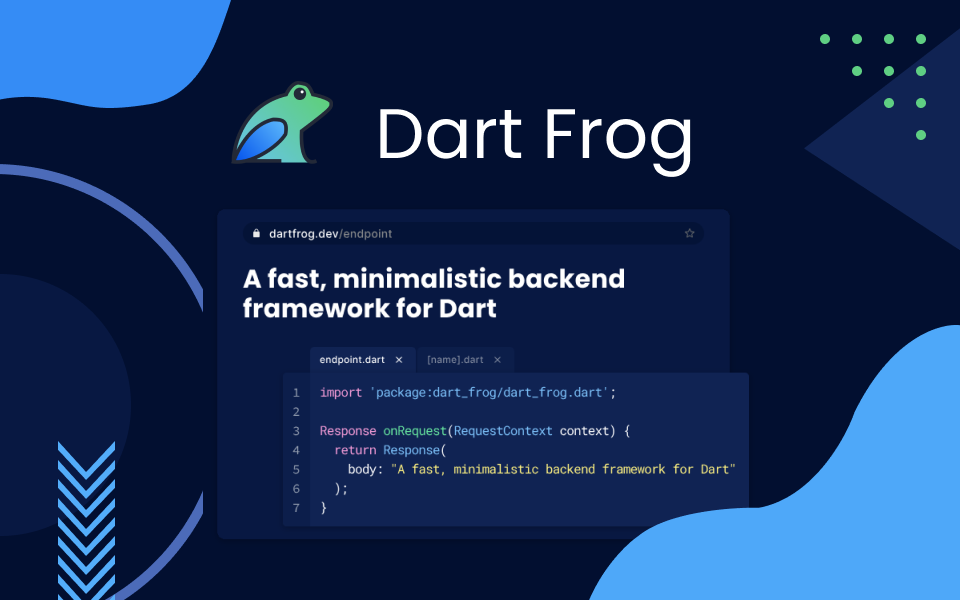 Dart Frog
dartfrog.dev/endpoint
A fast, minimalistic backend
framework for Dart
endpoint.dart × [name].dart ×
1 import 'package:dart_frog/dart_frog.dart';
2
3 Response onRequest(RequestContext context) {
4 return Response(
5 body: "A fast, minimalistic backend framework for Dart"
6 );
7 }